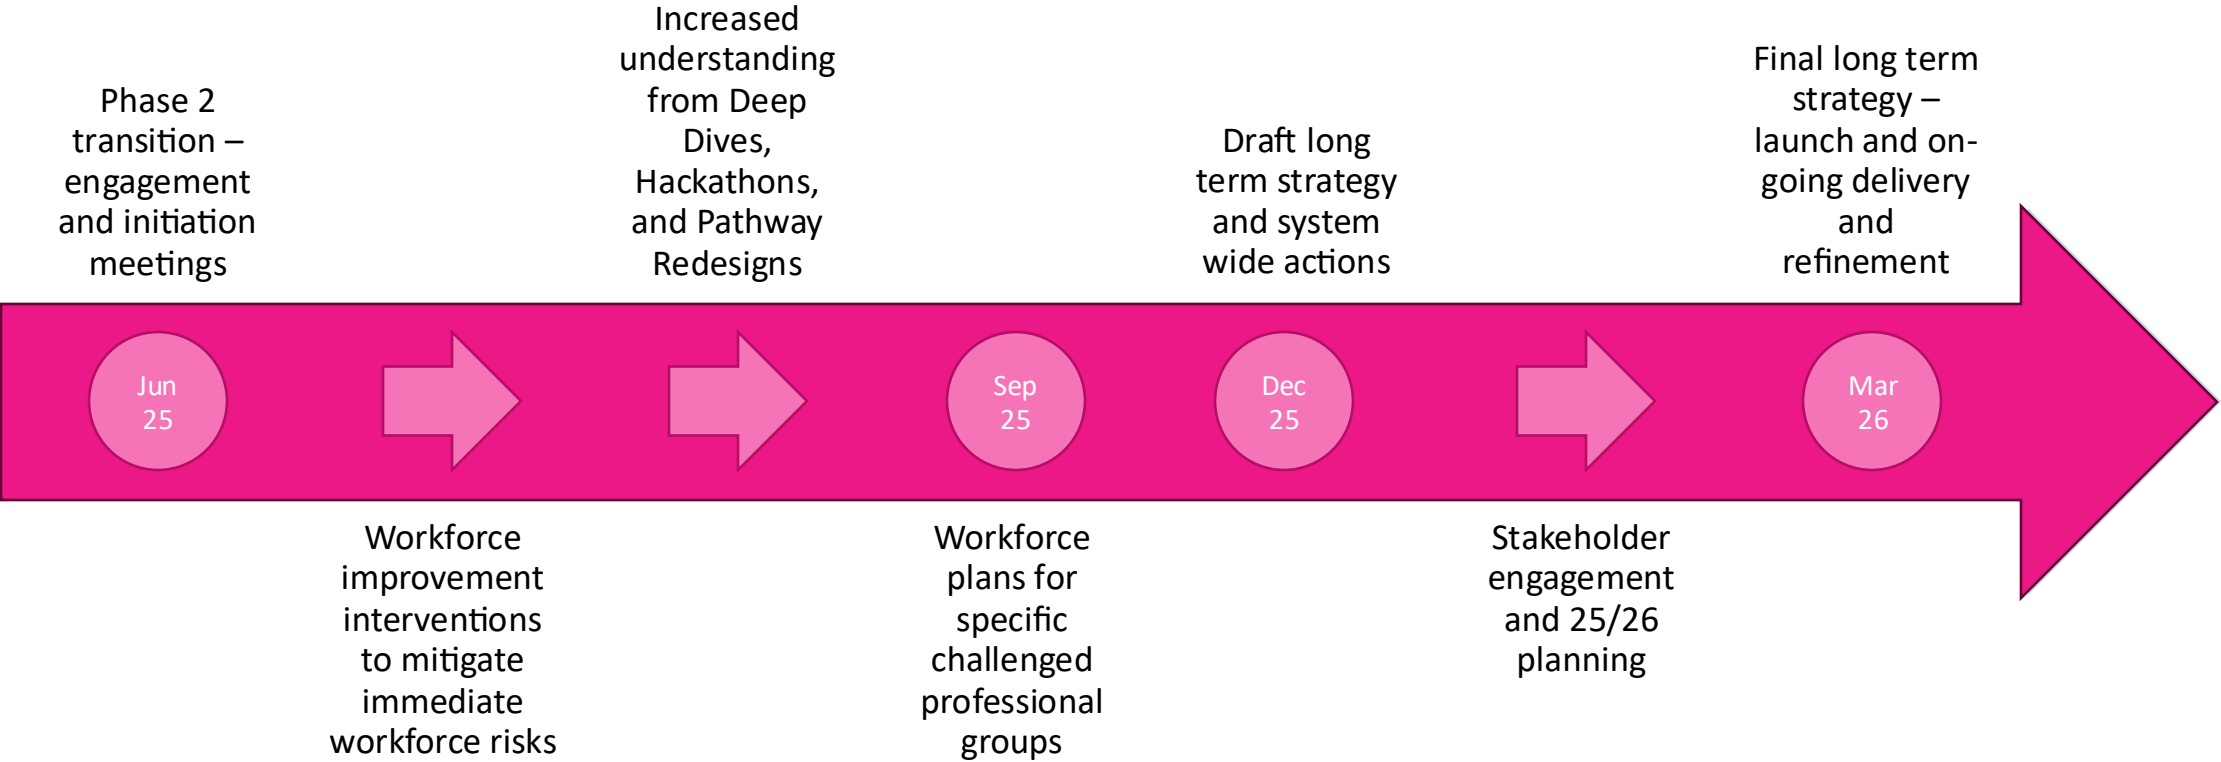 Phase 2
transition –
engagement
and initiation
meetings
Increased
understanding
from Deep
Dives,
Hackathons,
and Pathway
Redesigns
Draft long
term strategy
and system
wide actions
Final long term
strategy –
launch and on-
going delivery
and
refinement
Jun
25
Sep
25
Dec
25
Mar
26
Workforce
improvement
interventions
to mitigate
immediate
workforce risks
Workforce
plans for
specific
challenged
professional
groups
Stakeholder
engagement
and 25/26
planning